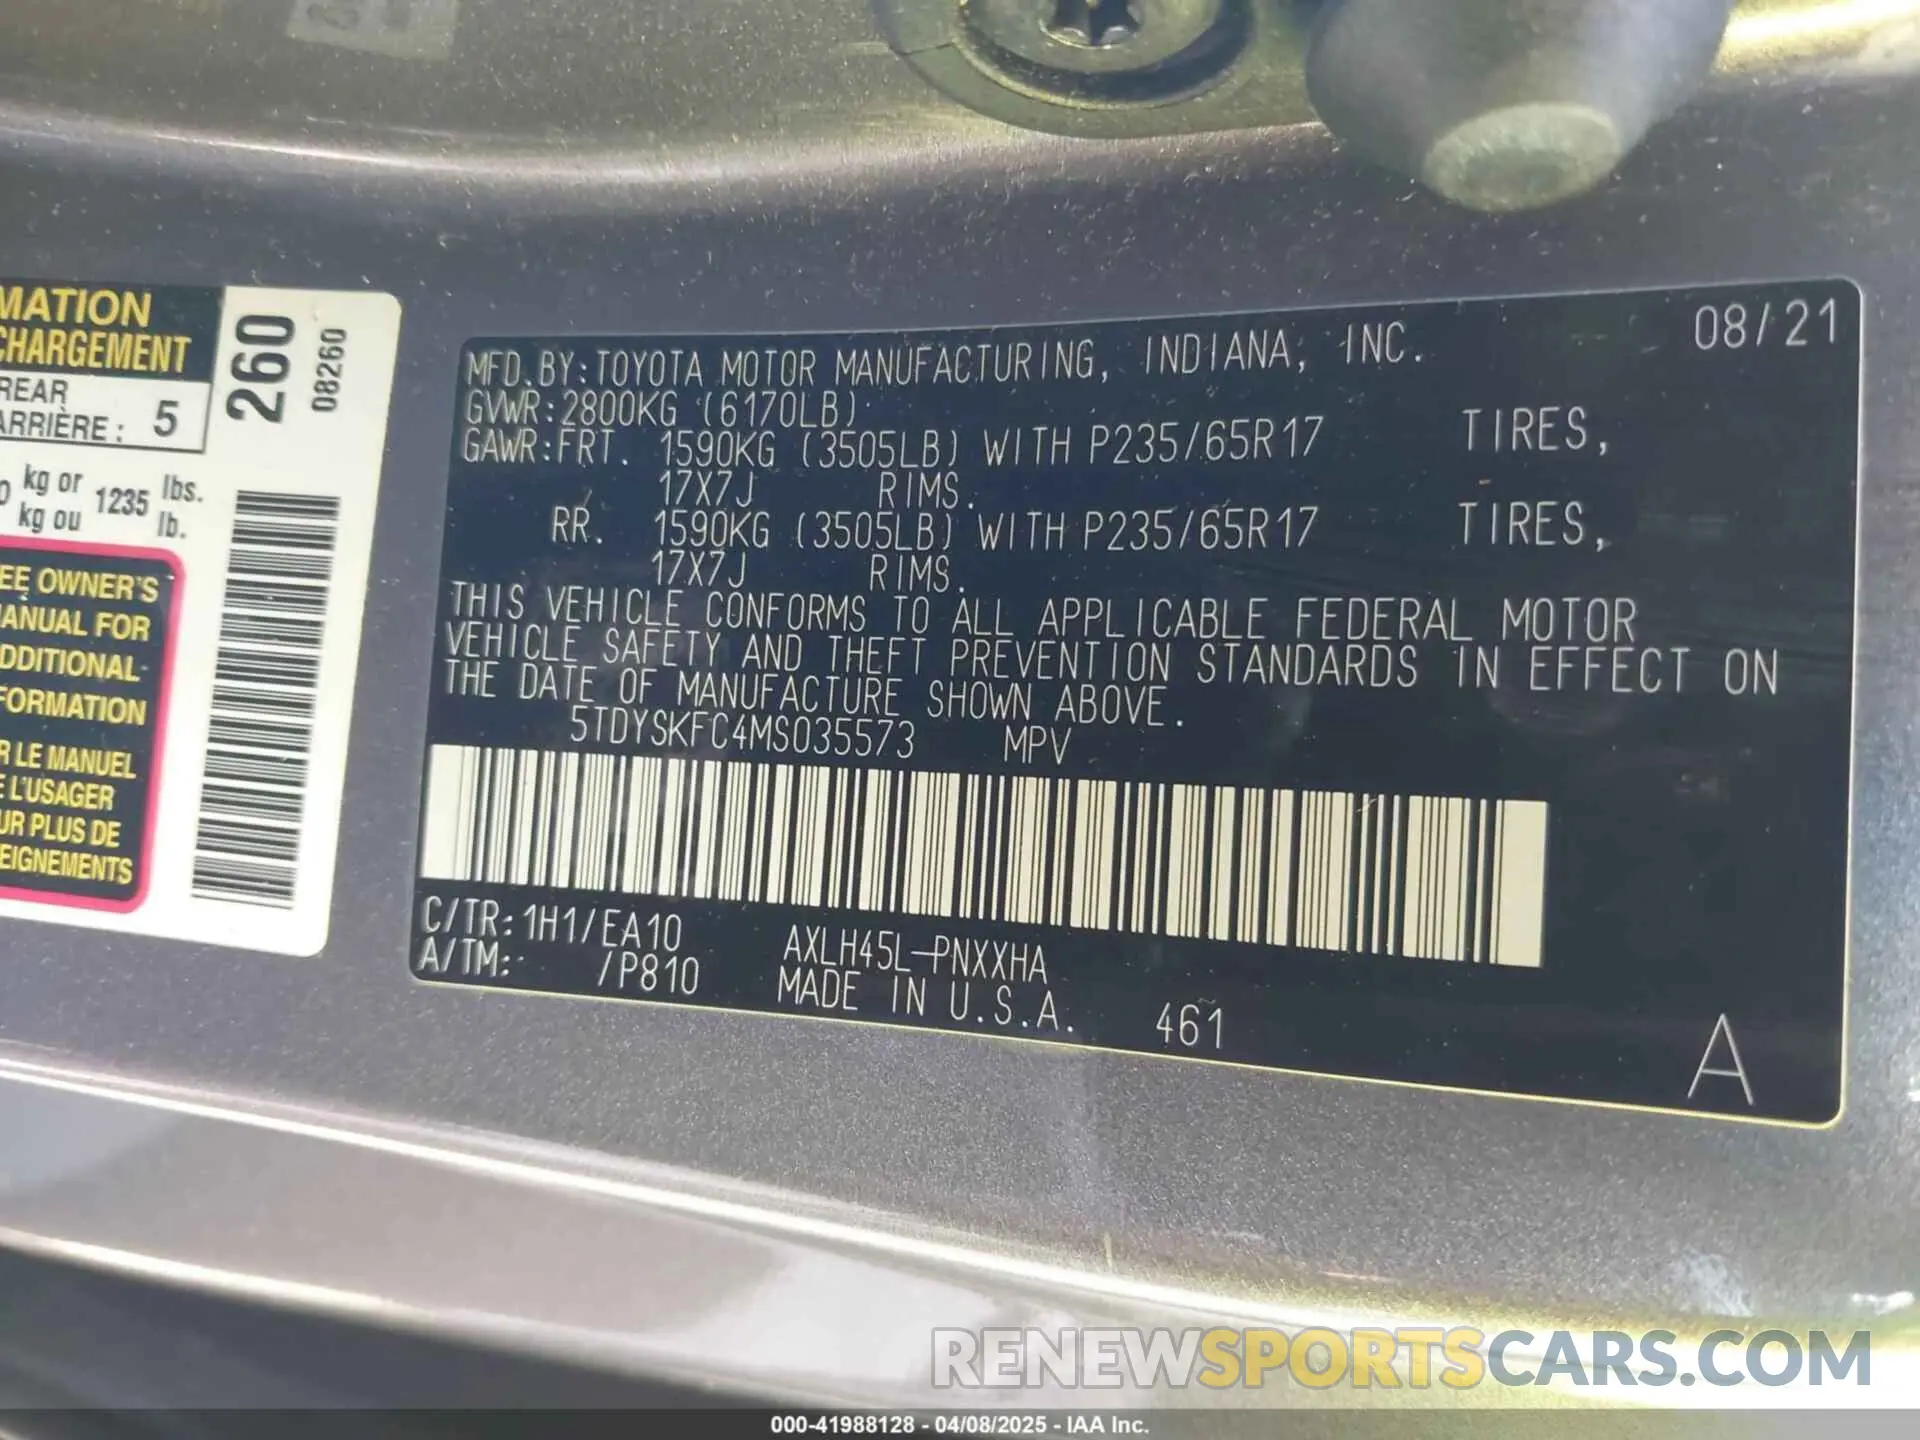 MATION
CHARGEMENT
REAR
ARRIÈRE: 5
260
08260
kg or 1235 lbs.
kg ou lb.
EE OWNER'S
ANUAL FOR
DDITIONAL
FORMATION
R LE MANUEL
E L'USAGER
UR PLUS DE
EIGNEMENTS
08/21
MFD.BY:TOYOTA MOTOR MANUFACTURING, INDIANA, INC.
GVWR:2800KG (6170LB)
GAWR:FRT. 1590KG (3505LB) WITH P235/65R17 TIRES,
17X7J RIMS.
RR. 1590KG (3505LB) WITH P235/65R17 TIRES,
17X7J RIMS.
THIS VEHICLE CONFORMS TO ALL APPLICABLE FEDERAL MOTOR
VEHICLE SAFETY AND THEFT PREVENTION STANDARDS IN EFFECT ON
THE DATE OF MANUFACTURE SHOWN ABOVE.
5TDYSKFC4MS035573 MPV
C/TR:1H1/EA10 AXLH45L-PNXXHA
A/TM: /P810 MADE IN U.S.A. 461
A
RENEWSPORTSCARS.COM
000-41988128 - 04/08/2025 - IAA Inc.